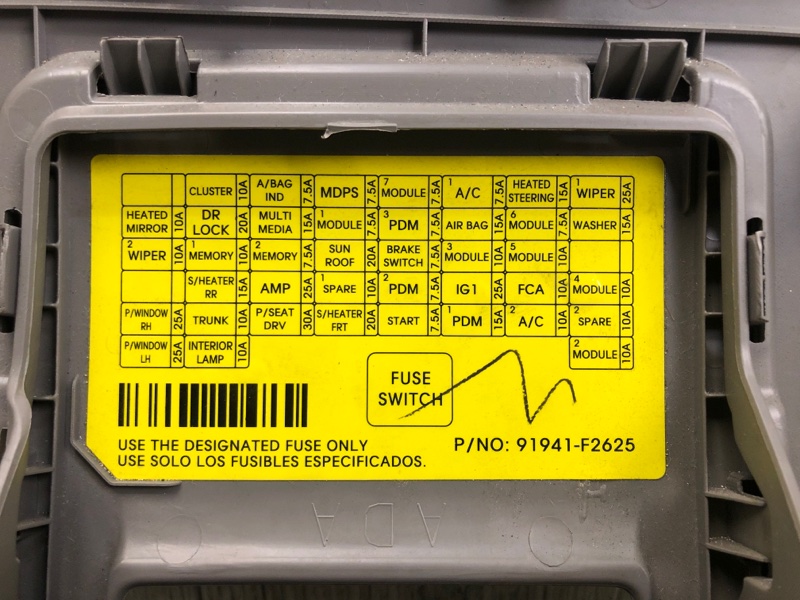 CLUSTER 10A
A/BAG
IND 7.5A
MDPS 7.5A
7
MODULE 7.5A
1
A/C 7.5A
HEATED
STEERING 15A
1
WIPER 25A
HEATED
MIRROR 10A
DR
LOCK 20A
MULTI
MEDIA 15A
1
MODULE 7.5A
3
PDM 7.5A
AIR BAG 15A
6
MODULE 7.5A
WASHER 15A
2
WIPER 10A
1
MEMORY 10A
2
MEMORY 7.5A
SUN
ROOF 20A
BRAKE
SWITCH 7.5A
3
MODULE 10A
5
MODULE 10A
S/HEATER
RR 15A
AMP 25A
1
SPARE 10A
2
PDM 7.5A
IG1 25A
FCA 10A
4
MODULE 10A
P/WINDOW
RH 25A
TRUNK 10A
P/SEAT
DRV 30A
S/HEATER
FRT 20A
START 7.5A
1
PDM 15A
2
A/C 10A
2
SPARE 10A
P/WINDOW
LH 25A
INTERIOR
LAMP 10A
2
MODULE 10A
FUSE
SWITCH
USE THE DESIGNATED FUSE ONLY
USE SOLO LOS FUSIBLES ESPECIFICADOS.
P/NO: 91941-F2625